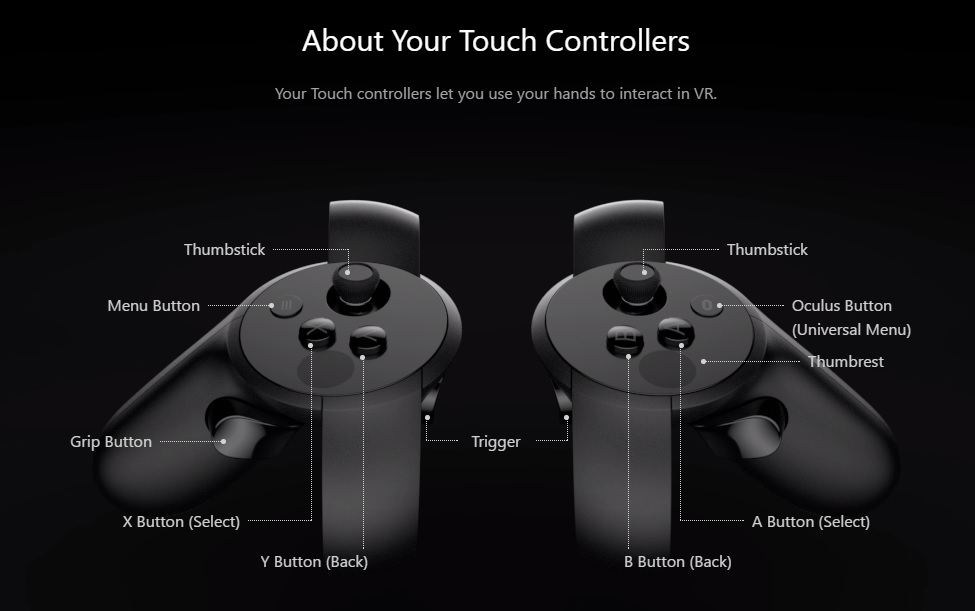 About Your Touch Controllers
Your Touch controllers let you use your hands to interact in VR.
Thumbstick
Thumbstick
Menu Button
Oculus Button
(Universal Menu)
X
Y
B
A
Thumbrest
Grip Button
Trigger
X Button (Select)
A Button (Select)
Y Button (Back)
B Button (Back)